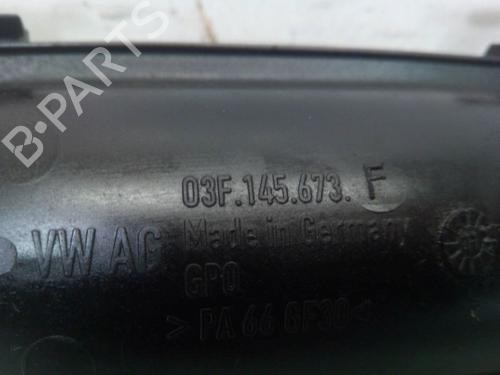 B-PARTS
03F.145.673. F
VW AG Made in Germany
GPO
>PA 66 GF30<